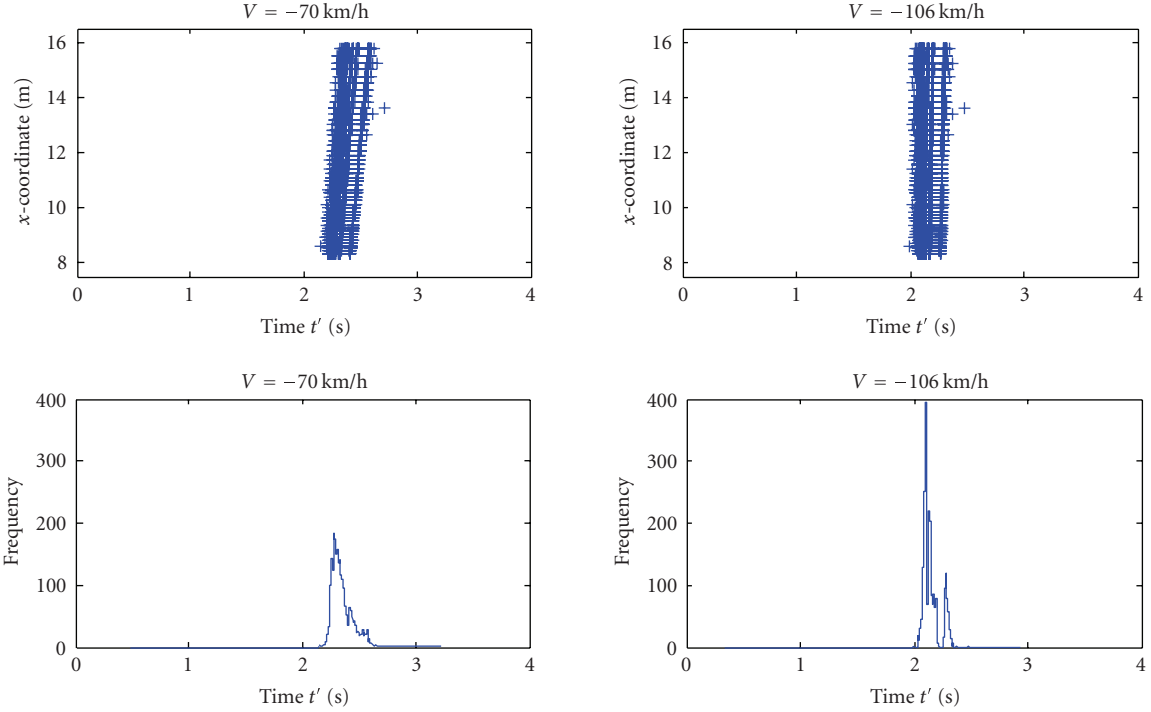 V = −70 km/h
V = −106 km/h
16
14
12
10
8
x-coordinate (m)
0 1 2 3 4
Time t′ (s)
16
14
12
10
8
x-coordinate (m)
0 1 2 3 4
Time t′ (s)
V = −70 km/h
V = −106 km/h
400
300
200
100
0
Frequency
0 1 2 3 4
Time t′ (s)
400
300
200
100
0
Frequency
0 1 2 3 4
Time t′ (s)